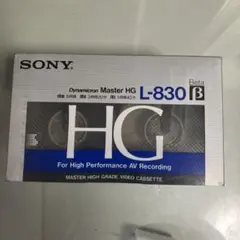 SONY
Dynamicron Master HG L-830 Beta β
HG
For High Performance AV Recording
MASTER HIGH GRADE VIDEO CASSETTE